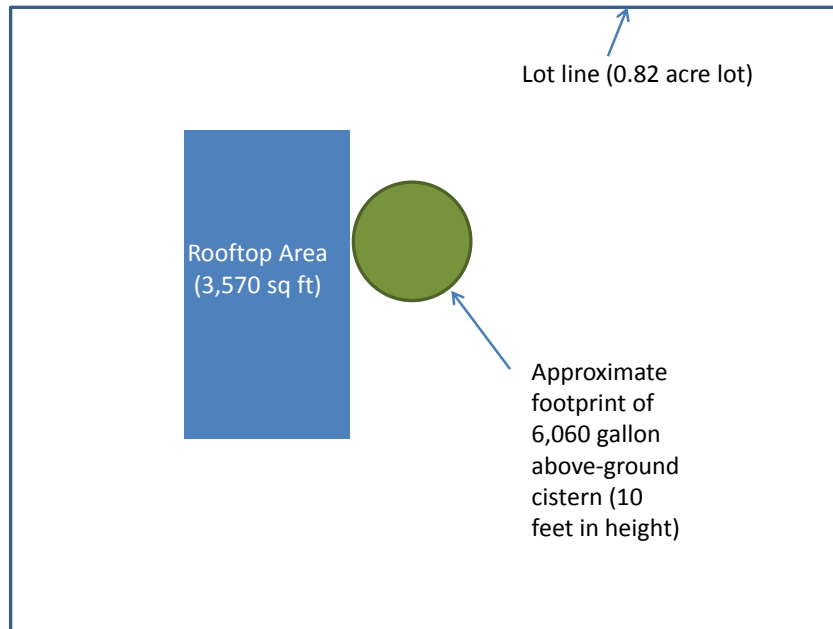 Lot line (0.82 acre lot)
Rooftop Area
(3,570 sq ft)
Approximate
footprint of
6,060 gallon
above-ground
cistern (10
feet in height)